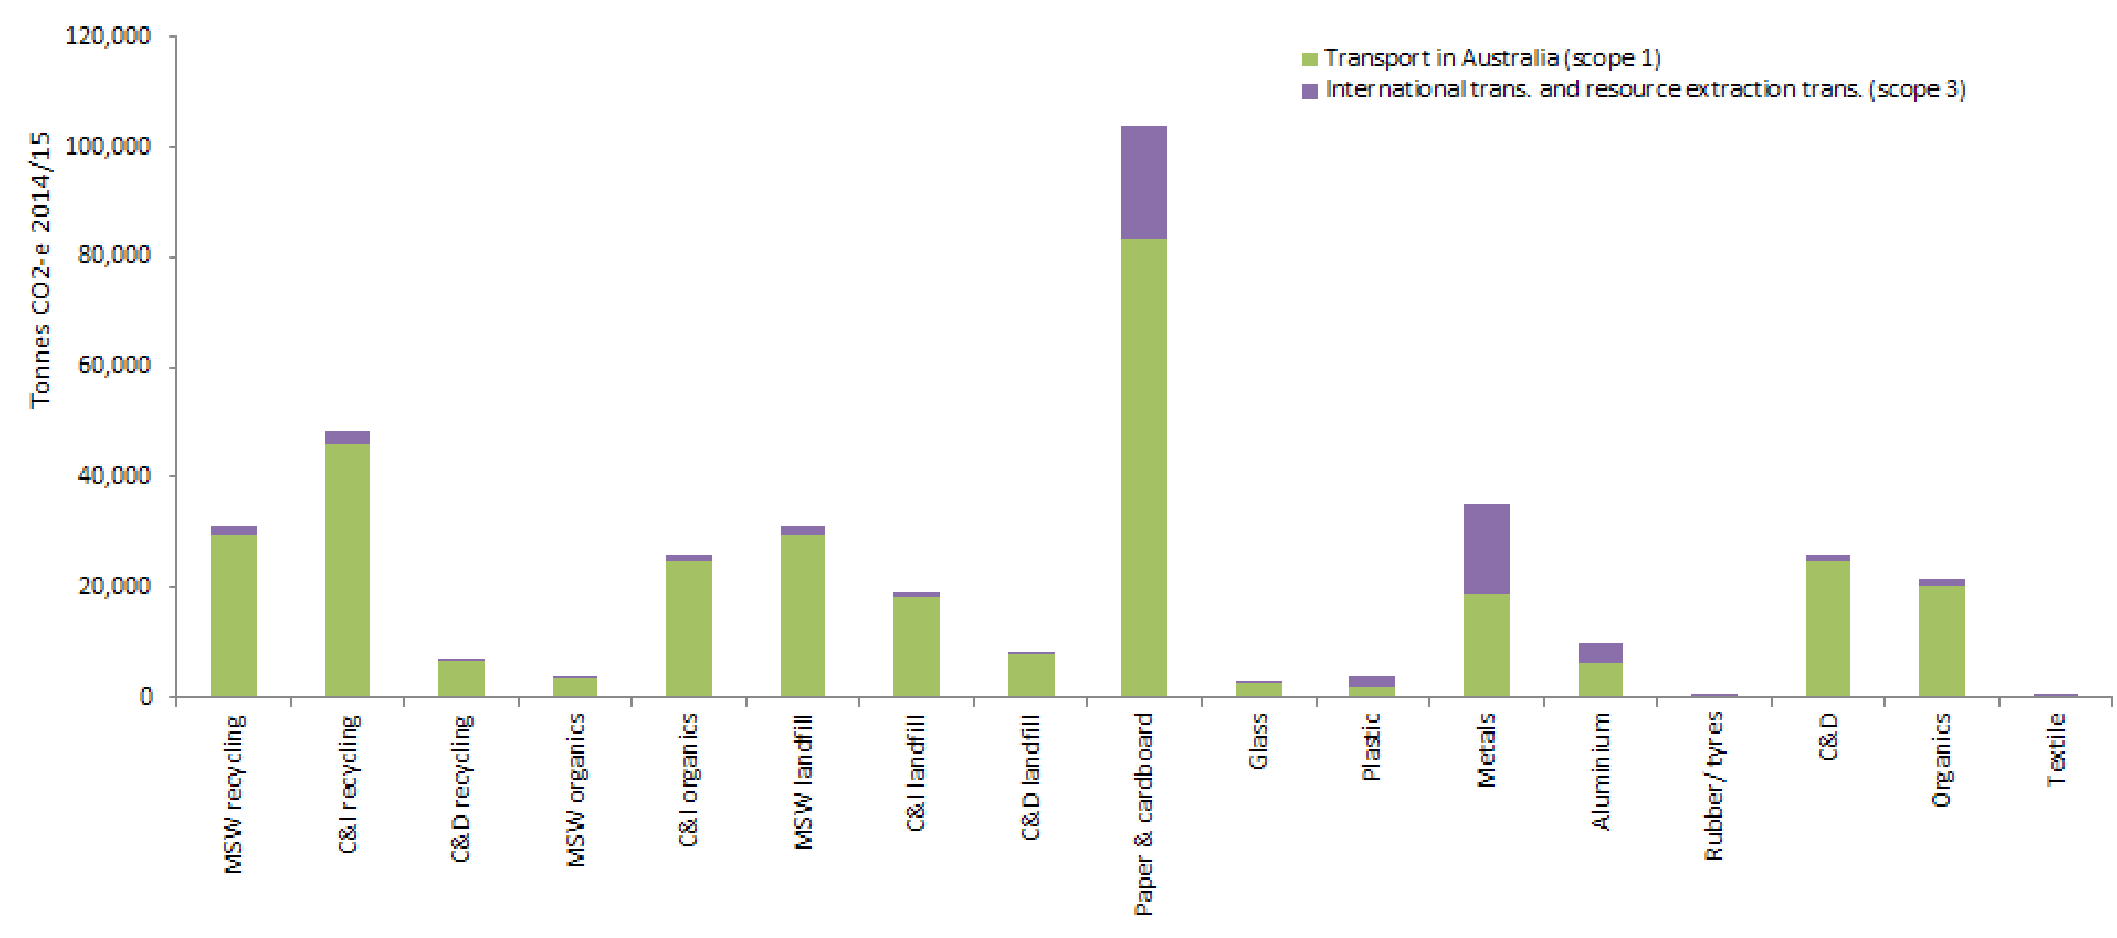 120,000
100,000
80,000
60,000
40,000
20,000
0
Tonnes CO2-e 2014/15
Transport in Australia (scope 1)
International trans. and resource extraction trans. (scope 3)
MSW recycling
C&I recycling
C&D recycling
MSW organics
C&I organics
MSW landfill
C&I landfill
C&D landfill
Paper & cardboard
Glass
Plastic
Metals
Aluminium
Rubber/ tyres
C&D
Organics
Textile